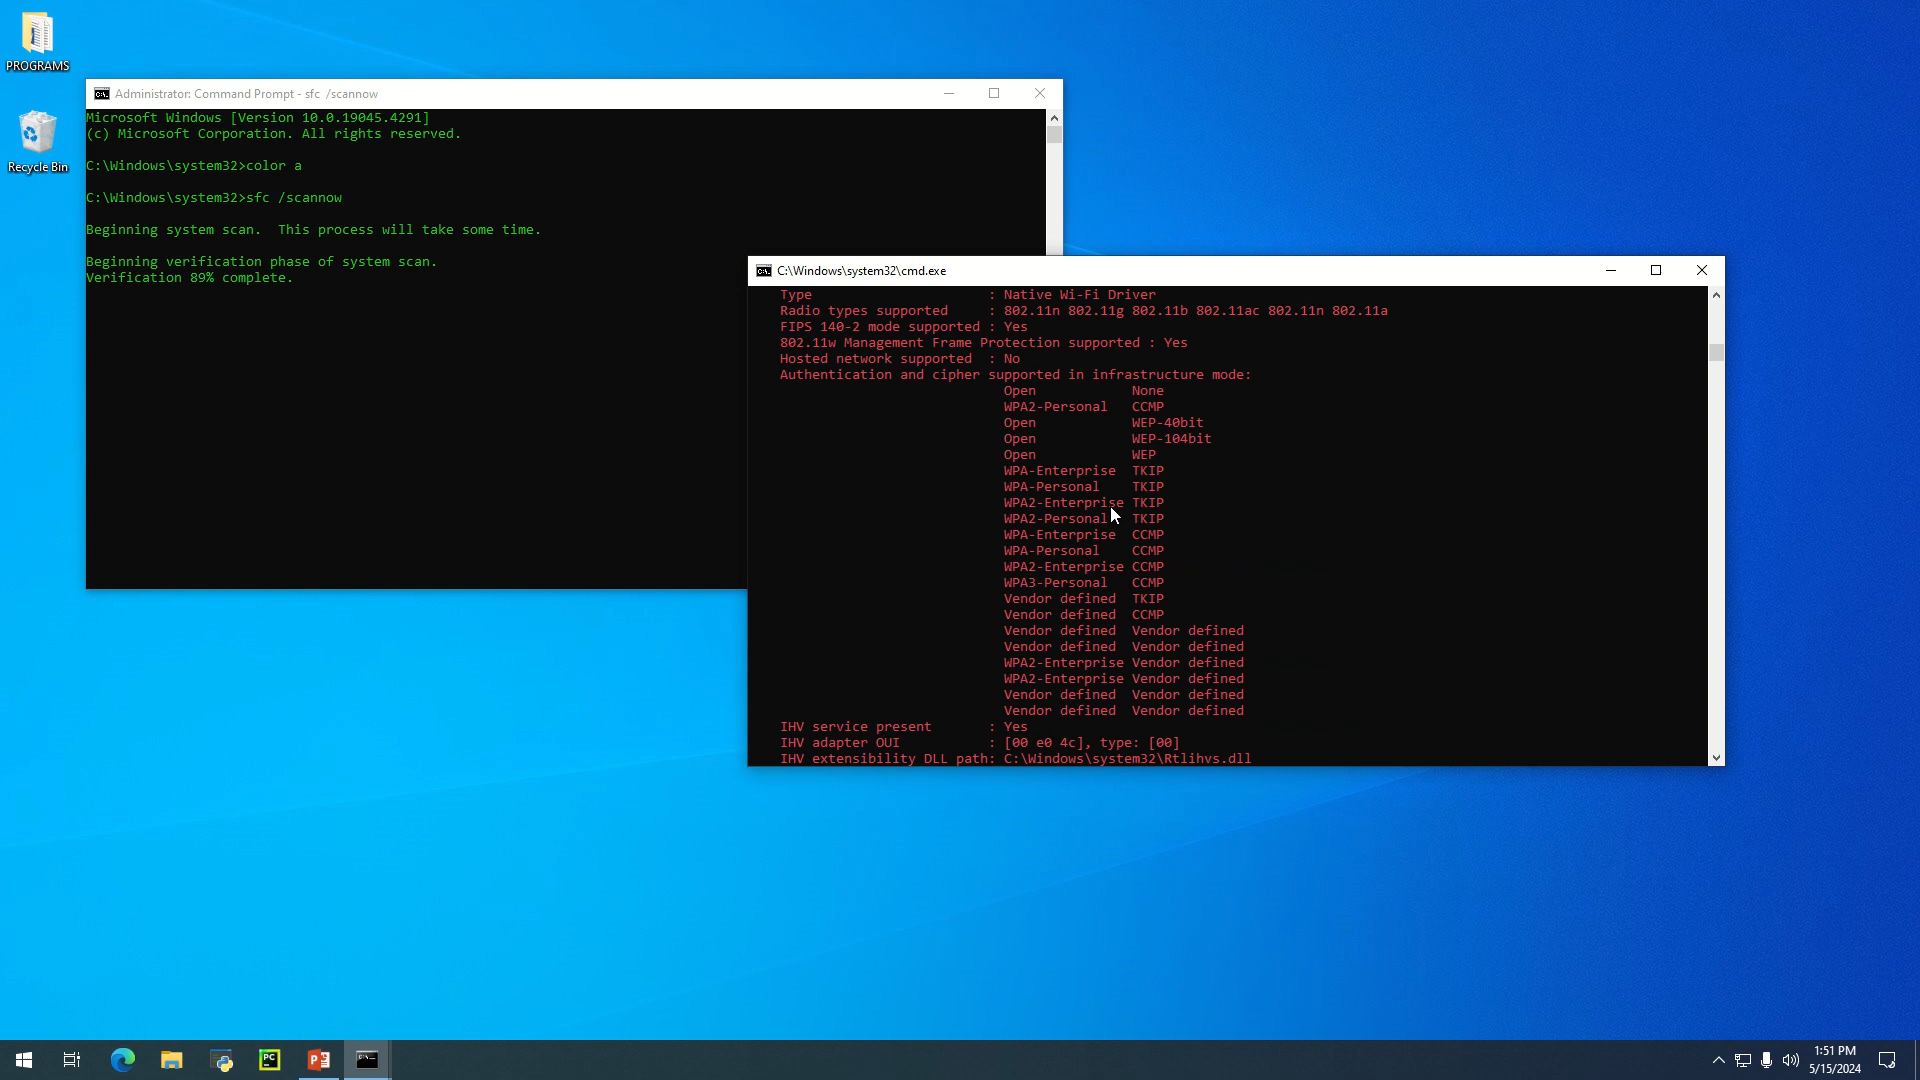 PROGRAMS
Recycle Bin
Administrator: Command Prompt - sfc  /scannow
Microsoft Windows [Version 10.0.19045.4291]
(c) Microsoft Corporation. All rights reserved.
C:\Windows\system32>color a
C:\Windows\system32>sfc /scannow
Beginning system scan.  This process will take some time.
Beginning verification phase of system scan.
Verification 89% complete.
C:\Windows\system32\cmd.exe
Type                      : Native Wi-Fi Driver
Radio types supported     : 802.11n 802.11g 802.11b 802.11ac 802.11n 802.11a
FIPS 140-2 mode supported : Yes
802.11w Management Frame Protection supported : Yes
Hosted network supported  : No
Authentication and cipher supported in infrastructure mode:
Open            None
WPA2-Personal   CCMP
Open            WEP-40bit
Open            WEP-104bit
Open            WEP
WPA-Enterprise  TKIP
WPA-Personal    TKIP
WPA2-Enterprise TKIP
WPA2-Personal   TKIP
WPA-Enterprise  CCMP
WPA-Personal    CCMP
WPA2-Enterprise CCMP
WPA3-Personal   CCMP
Vendor defined  TKIP
Vendor defined  CCMP
Vendor defined  Vendor defined
Vendor defined  Vendor defined
WPA2-Enterprise Vendor defined
WPA2-Enterprise Vendor defined
Vendor defined  Vendor defined
Vendor defined  Vendor defined
IHV service present       : Yes
IHV adapter OUI           : [00 e0 4c], type: [00]
IHV extensibility DLL path: C:\Windows\system32\Rtlihvs.dll
PC
P
1:51 PM
5/15/2024